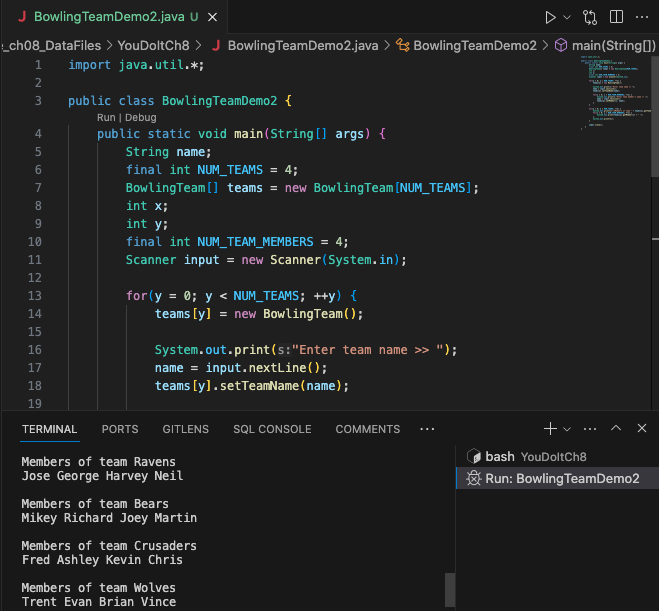 J BowlingTeamDemo2.java U
_ch08_DataFiles > YouDoItCh8 > J BowlingTeamDemo2.java > BowlingTeamDemo2 > main(String[])
1 import java.util.*;
2
3 public class BowlingTeamDemo2 {
Run | Debug
4 public static void main(String[] args) {
5 String name;
6 final int NUM_TEAMS = 4;
7 BowlingTeam[] teams = new BowlingTeam[NUM_TEAMS];
8 int x;
9 int y;
10 final int NUM_TEAM_MEMBERS = 4;
11 Scanner input = new Scanner(System.in);
12
13 for(y = 0; y < NUM_TEAMS; ++y) {
14 teams[y] = new BowlingTeam();
15
16 System.out.print(s:"Enter team name >> ");
17 name = input.nextLine();
18 teams[y].setTeamName(name);
19
TERMINAL PORTS GITLENS SQL CONSOLE COMMENTS ...
Members of team Ravens
Jose George Harvey Neil
Members of team Bears
Mikey Richard Joey Martin
Members of team Crusaders
Fred Ashley Kevin Chris
Members of team Wolves
Trent Evan Brian Vince
bash YouDoItCh8
Run: BowlingTeamDemo2